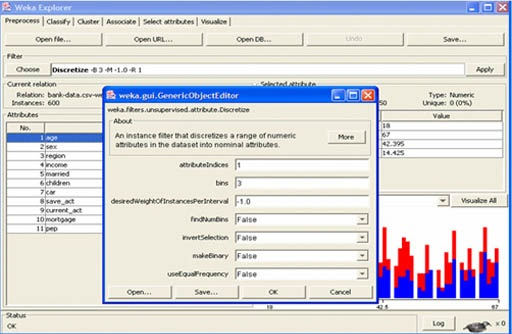 Weka Explorer
Preprocess Classify Cluster Associate Select attributes Visualize
Open file... Open URL... Open DB... Undo Save...
Filter
Choose Discretize -B 3 -M -1.0 -R 1 Apply
Current relation Selected attribute
Relation: bank-data.csv-w Type: Numeric
Instances: 600 50 Unique: 0 (0%)
Attributes Value
No.
18
67
42.395
14.425
1 age
2 sex
3 region
4 income
5 married
6 children
7 car
8 save_act
9 current_act
10 mortgage
11 pep
weka.gui.GenericObjectEditor
weka.filters.unsupervised.attribute.Discretize
About
An instance filter that discretizes a range of numeric
attributes in the dataset into nominal attributes.
More
attributeIndices 1
bins 3
desiredWeightOfInstancesPerInterval -1.0
findNumBins False
invertSelection False
makeBinary False
useEqualFrequency False
Open... Save... OK Cancel
Visualize All
18 42.5 67
Status
OK
Log x 0